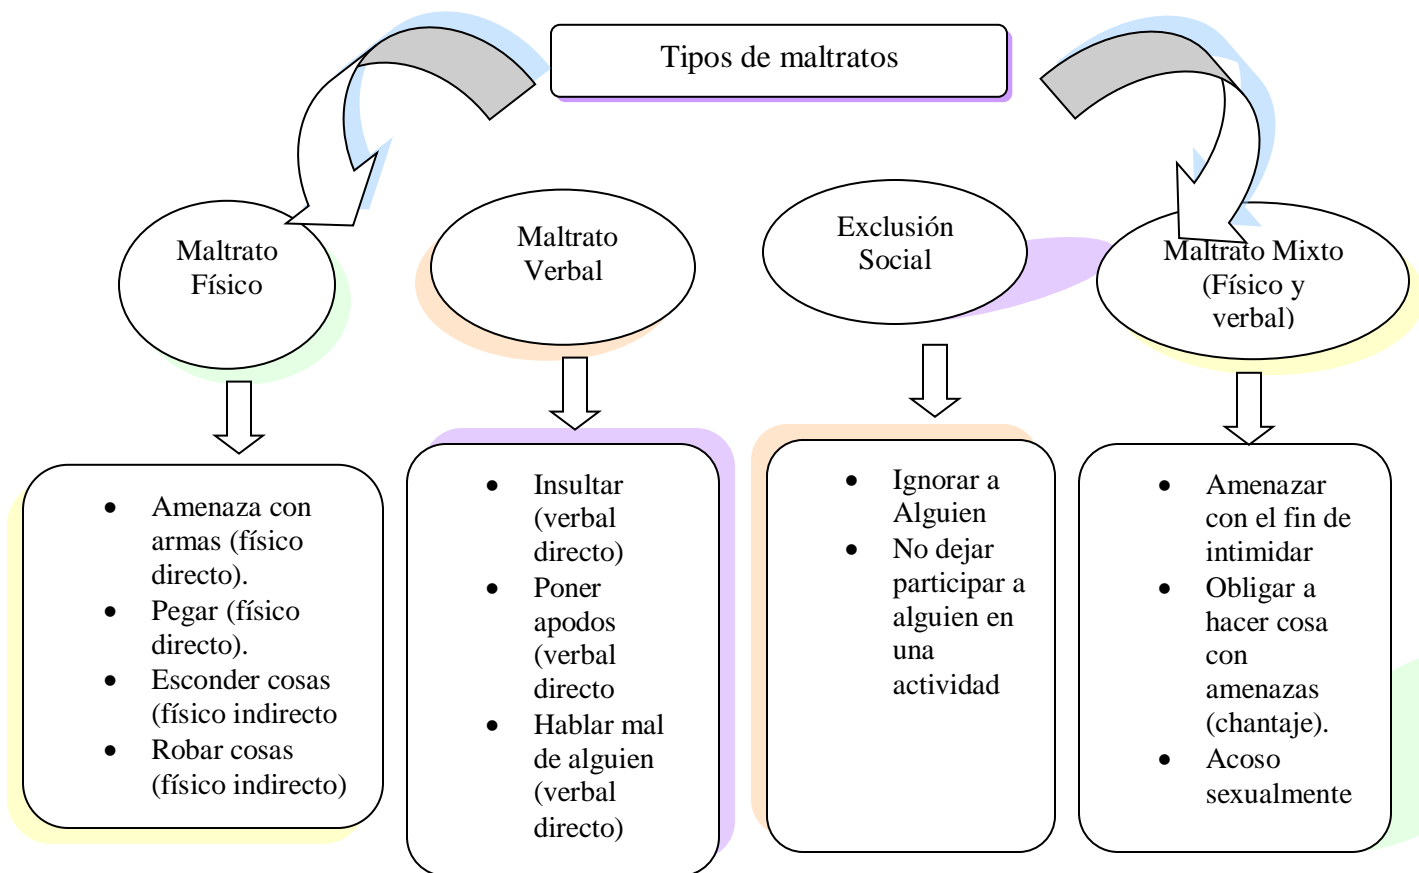 Tipos de maltratos
Maltrato
Físico
Maltrato
Verbal
Exclusión
Social
Maltrato Mixto
(Físico y
verbal)
• Amenaza con
armas (físico
directo).
• Pegar (físico
directo).
• Esconder cosas
(físico indirecto
• Robar cosas
(físico indirecto)
• Insultar
(verbal
directo)
• Poner
apodos
(verbal
directo
• Hablar mal
de alguien
(verbal
directo)
• Ignorar a
Alguien
• No dejar
participar a
alguien en
una
actividad
• Amenazar
con el fin de
intimidar
• Obligar a
hacer cosa
con
amenazas
(chantaje).
• Acoso
sexualmente